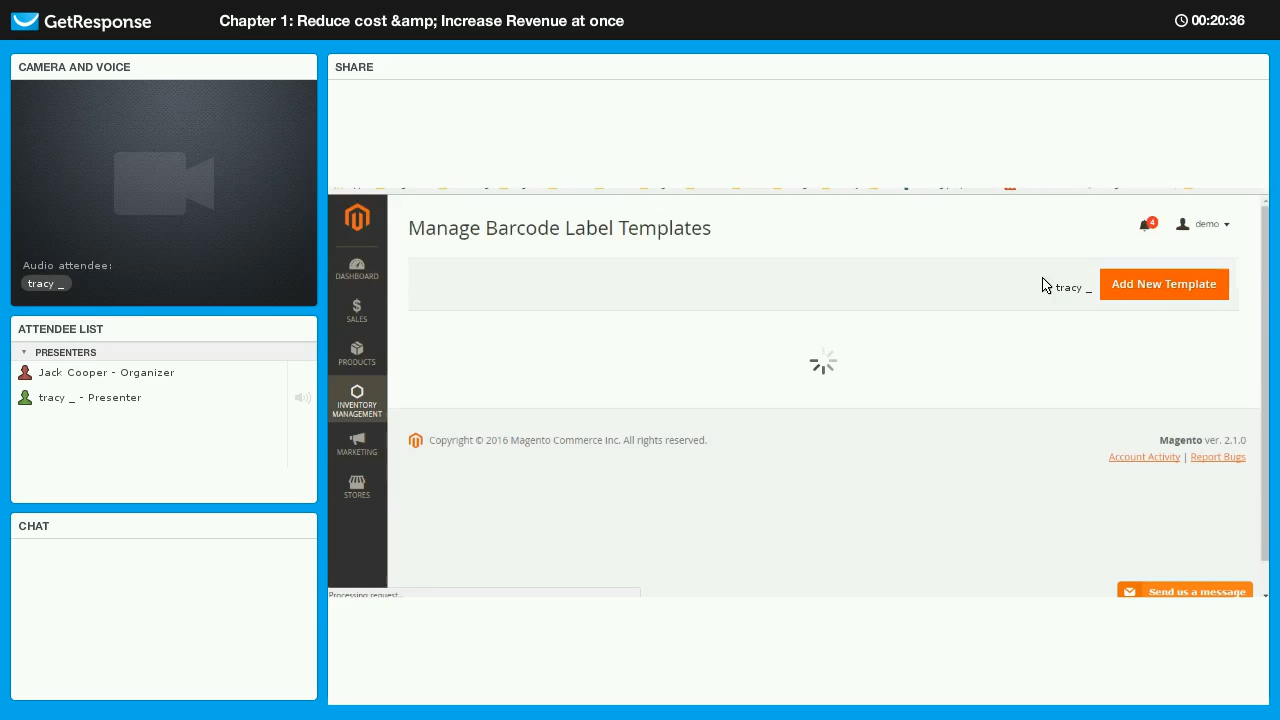 GetResponse
Chapter 1: Reduce cost &amp; Increase Revenue at once
00:20:36
CAMERA AND VOICE
Audio attendee:
tracy _
ATTENDEE LIST
PRESENTERS
Jack Cooper - Organizer
tracy _ - Presenter
CHAT
SHARE
DASHBOARD
SALES
PRODUCTS
INVENTORY
MANAGEMENT
MARKETING
STORES
Manage Barcode Label Templates
4
demo
tracy _
Add New Template
Copyright © 2016 Magento Commerce Inc. All rights reserved.
Magento ver. 2.1.0
Account Activity | Report Bugs
Processing request...
Send us a message